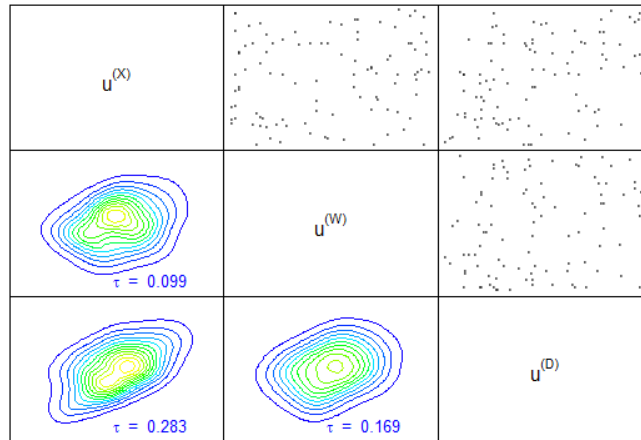 u^(X)
τ = 0.099
u^(W)
τ = 0.283
τ = 0.169
u^(D)